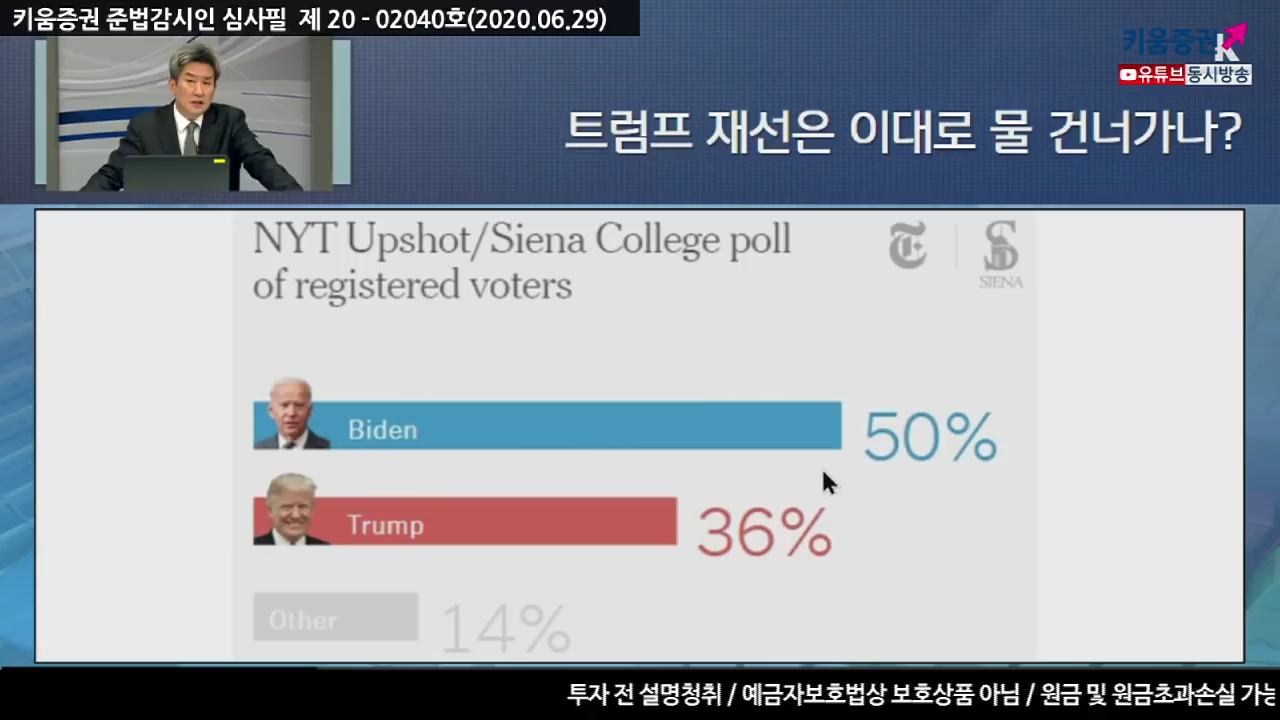 키움증권 준법감시인 심사필 제 20 - 02040호(2020.06.29)
키움증권
유튜브 동시방송
트럼프 재선은 이대로 물 건너가나?
NYT Upshot/Siena College poll
of registered voters
SIENA
Biden 50%
Trump 36%
Other 14%
투자 전 설명청취 / 예금자보호법상 보호상품 아님 / 원금 및 원금초과손실 가능